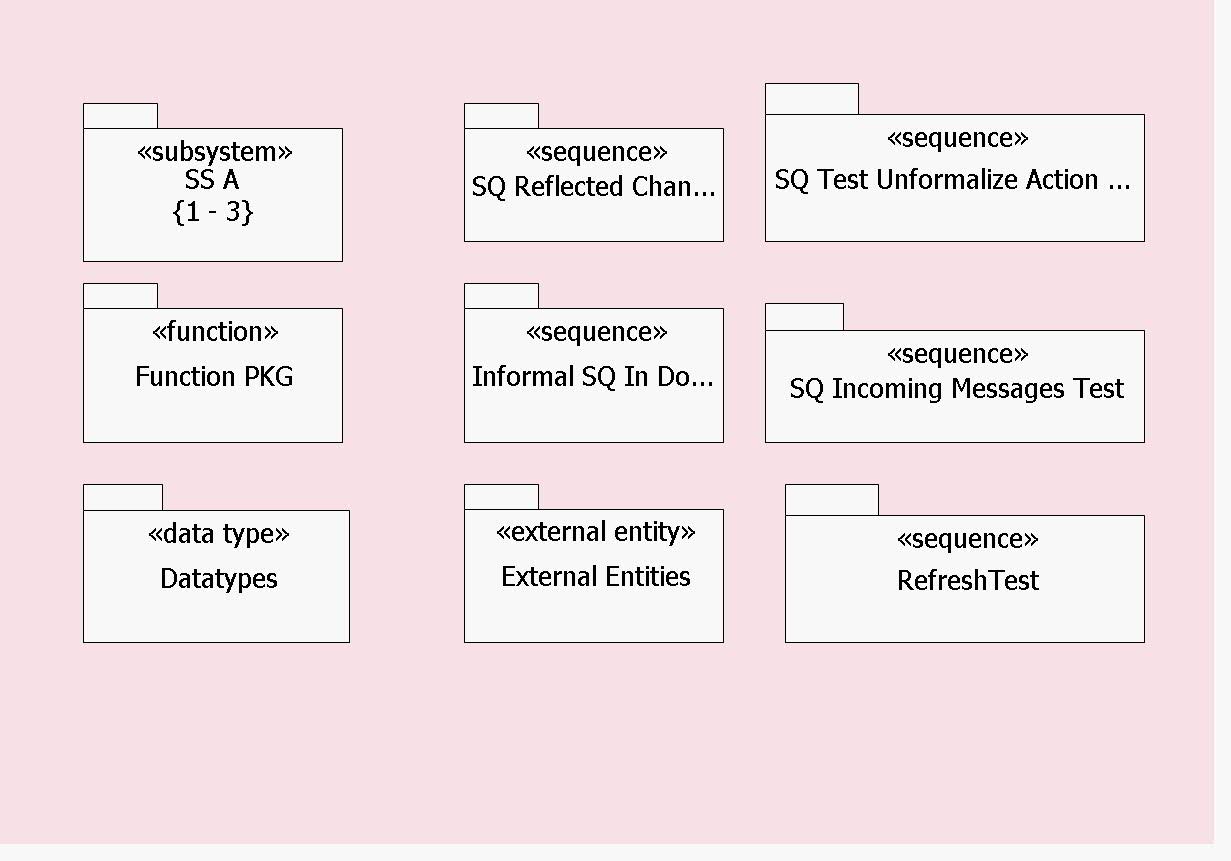 «subsystem»
SS A
{1 - 3}
«sequence»
SQ Reflected Chan...
«sequence»
SQ Test Unformalize Action ...
«function»
Function PKG
«sequence»
Informal SQ In Do...
«sequence»
SQ Incoming Messages Test
«data type»
Datatypes
«external entity»
External Entities
«sequence»
RefreshTest